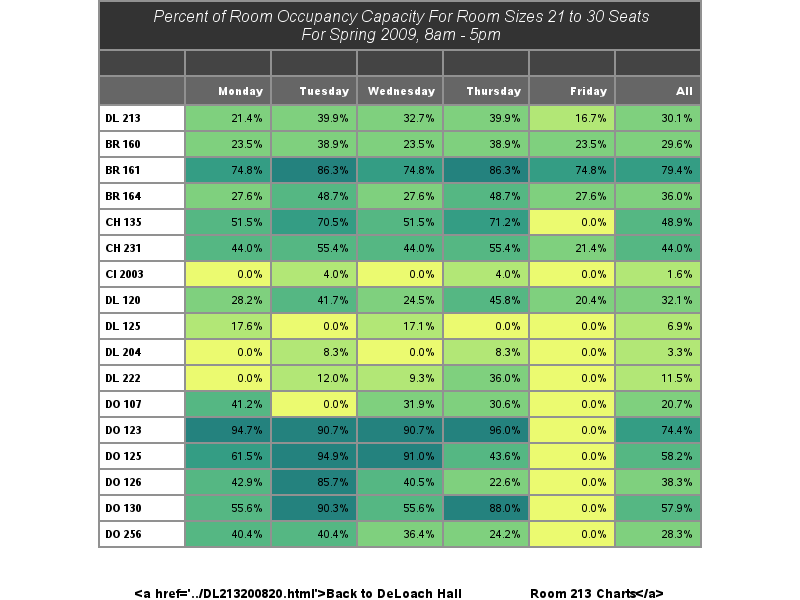 Percent of Room Occupancy Capacity For Room Sizes 21 to 30 Seats
For Spring 2009, 8am - 5pm
Monday Tuesday Wednesday Thursday Friday All
DL 213 21.4% 39.9% 32.7% 39.9% 16.7% 30.1%
BR 160 23.5% 38.9% 23.5% 38.9% 23.5% 29.6%
BR 161 74.8% 86.3% 74.8% 86.3% 74.8% 79.4%
BR 164 27.6% 48.7% 27.6% 48.7% 27.6% 36.0%
CH 135 51.5% 70.5% 51.5% 71.2% 0.0% 48.9%
CH 231 44.0% 55.4% 44.0% 55.4% 21.4% 44.0%
CI 2003 0.0% 4.0% 0.0% 4.0% 0.0% 1.6%
DL 120 28.2% 41.7% 24.5% 45.8% 20.4% 32.1%
DL 125 17.6% 0.0% 17.1% 0.0% 0.0% 6.9%
DL 204 0.0% 8.3% 0.0% 8.3% 0.0% 3.3%
DL 222 0.0% 12.0% 9.3% 36.0% 0.0% 11.5%
DO 107 41.2% 0.0% 31.9% 30.6% 0.0% 20.7%
DO 123 94.7% 90.7% 90.7% 96.0% 0.0% 74.4%
DO 125 61.5% 94.9% 91.0% 43.6% 0.0% 58.2%
DO 126 42.9% 85.7% 40.5% 22.6% 0.0% 38.3%
DO 130 55.6% 90.3% 55.6% 88.0% 0.0% 57.9%
DO 256 40.4% 40.4% 36.4% 24.2% 0.0% 28.3%
<a href='../DL213200820.html'>Back to DeLoach Hall Room 213 Charts</a>